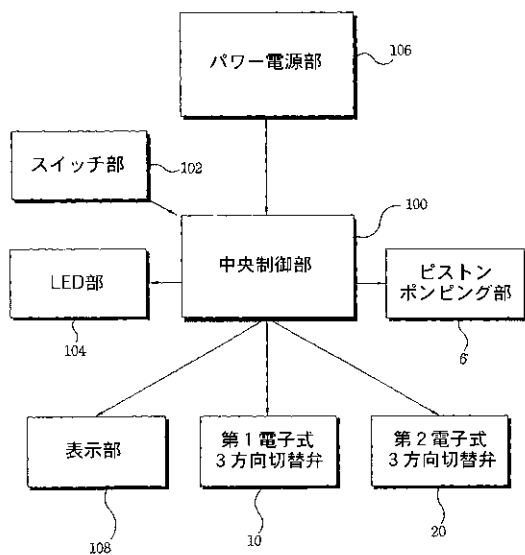 パワー電源部
106
スイッチ部
102
100
中央制御部
LED部
104
ピストン
ポンピング部
6
表示部
108
第1電子式
3方向切替弁
10
第2電子式
3方向切替弁
20